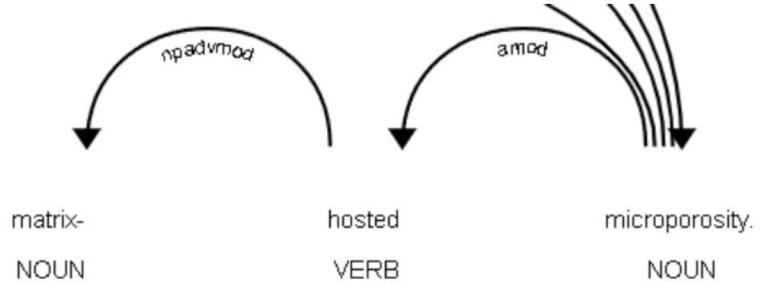 npadvmod amod
matrix- hosted microporosity.
NOUN VERB NOUN